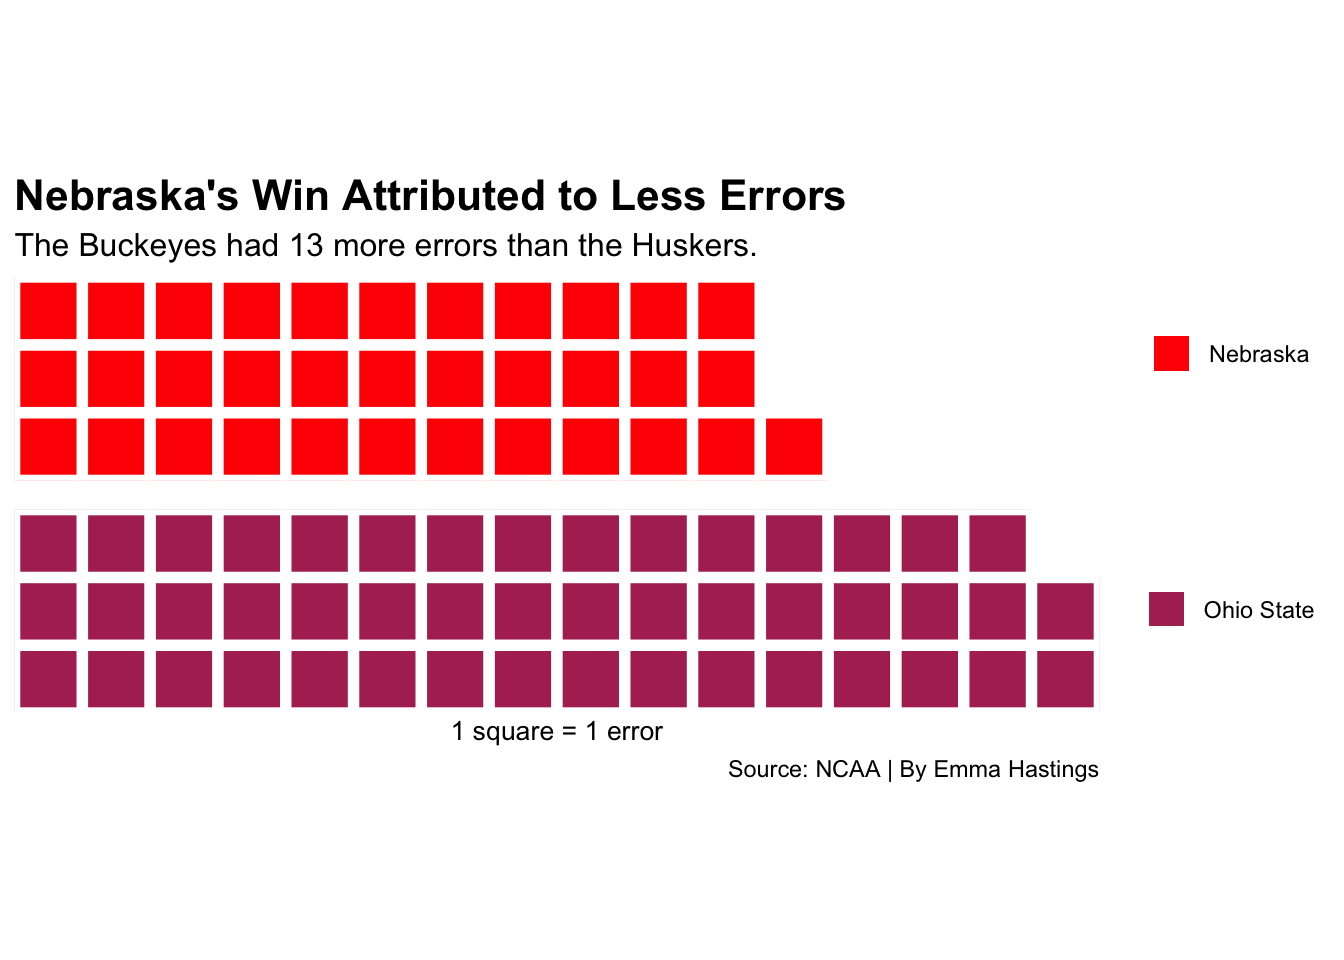 Nebraska's Win Attributed to Less Errors
The Buckeyes had 13 more errors than the Huskers.
Nebraska
Ohio State
1 square = 1 error
Source: NCAA | By Emma Hastings